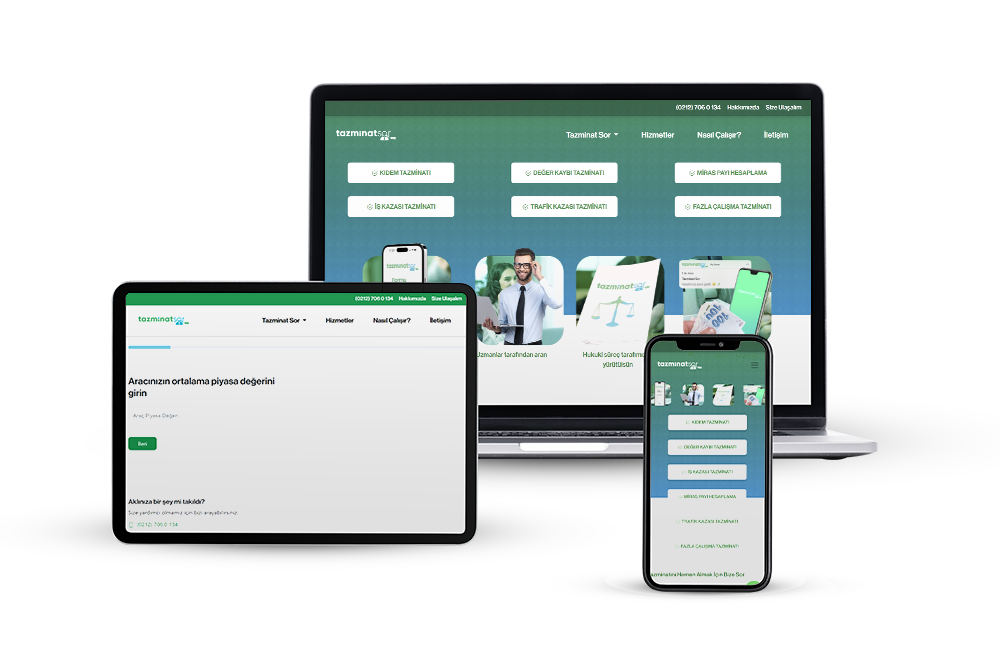 (0212) 706 0 134 Hakkımızda Size Ulaşalım
tazminatsor
Tazminat Sor Hizmetler Nasıl Çalışır? İletişim
KIDEM TAZMİNATI
DEĞER KAYBI TAZMİNATI
MİRAS PAYI HESAPLAMA
İŞ KAZASI TAZMİNATI
TRAFİK KAZASI TAZMİNATI
FAZLA ÇALIŞMA TAZMİNATI
tazminatsor
tazminatsor
Uzmanlar tarafından aran
Hukuki süreç tarafımı
yürütülsün
100
(0212) 706 0 134 Hakkımızda Size Ulaşalım
tazminatsor
Tazminat Sor Hizmetler Nasıl Çalışır? İletişim
Aracınızın ortalama piyasa değerini
girin
Araç Piyasa Değeri
İleri
Aklınıza bir şey mi takıldı?
Size yardımcı olmamız için bizi arayabilirsiniz.
(0212) 706 0 134
tazminatsor
KIDEM TAZMİNATI
DEĞER KAYBI TAZMİNATI
İŞ KAZASI TAZMİNATI
MİRAS PAYI HESAPLAMA
TRAFİK KAZASI TAZMİNATI
FAZLA ÇALIŞMA TAZMİNATI
Tazminatını Hemen Almak İçin Bize Sor